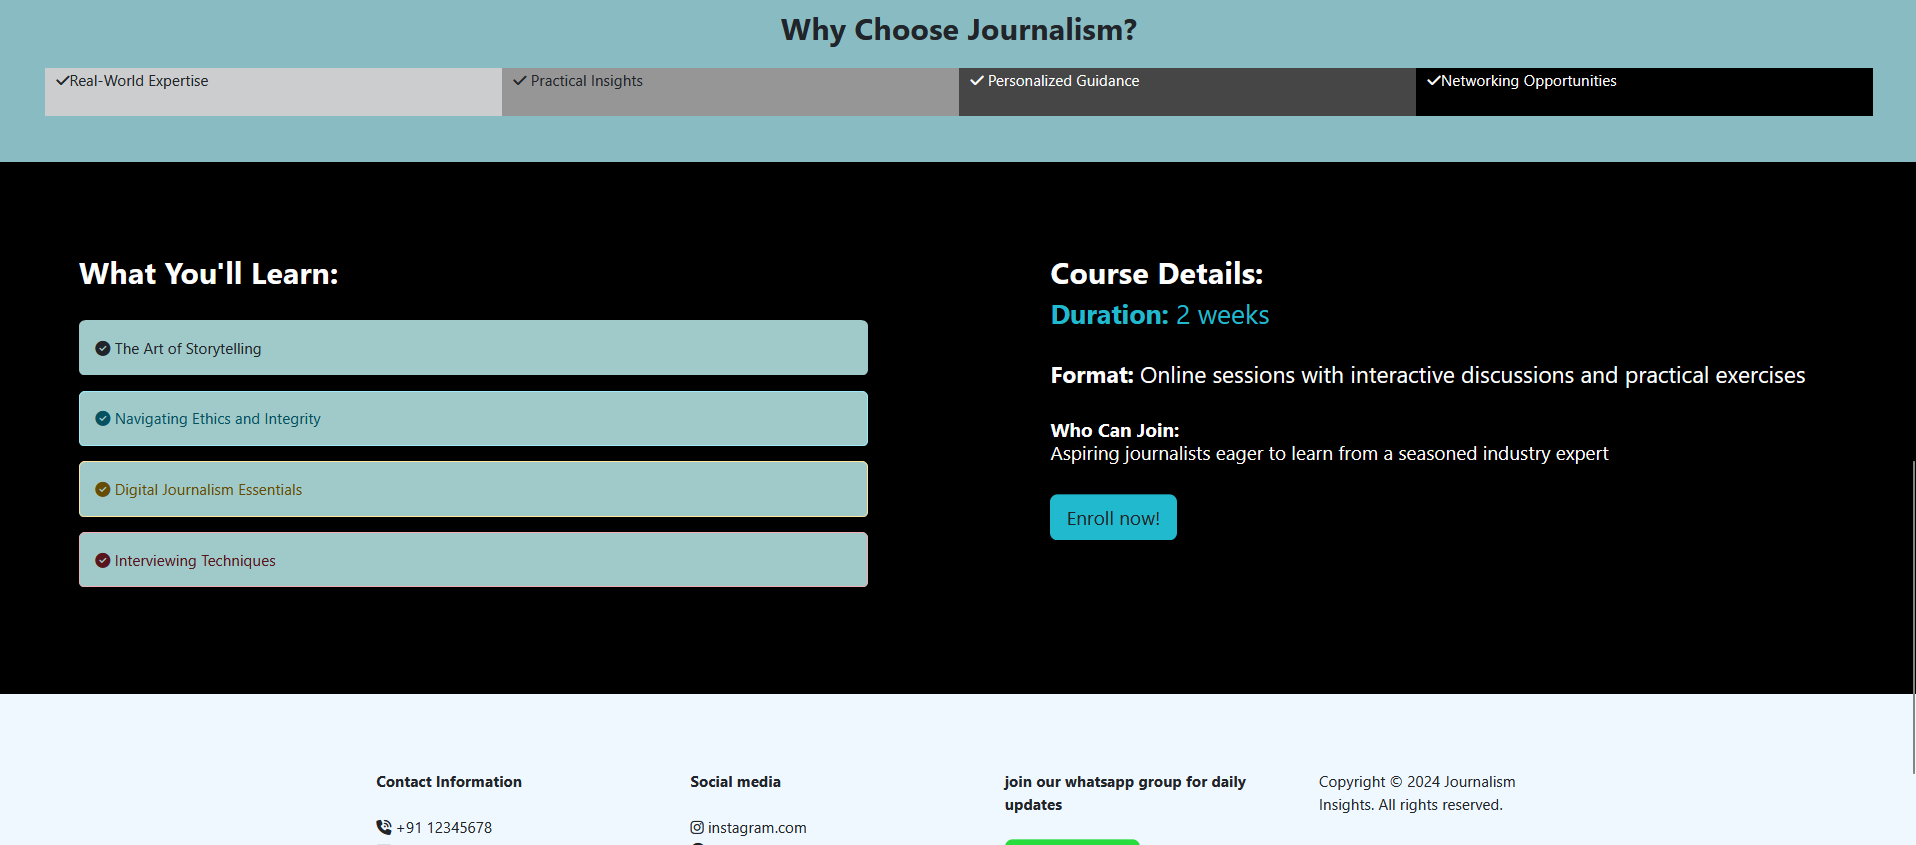 Why Choose Journalism?
Real-World Expertise
Practical Insights
Personalized Guidance
Networking Opportunities
What You'll Learn:
The Art of Storytelling
Navigating Ethics and Integrity
Digital Journalism Essentials
Interviewing Techniques
Course Details:
Duration: 2 weeks
Format: Online sessions with interactive discussions and practical exercises
Who Can Join:
Aspiring journalists eager to learn from a seasoned industry expert
Enroll now!
Contact Information
+91 12345678
Social media
instagram.com
join our whatsapp group for daily
updates
Copyright © 2024 Journalism
Insights. All rights reserved.